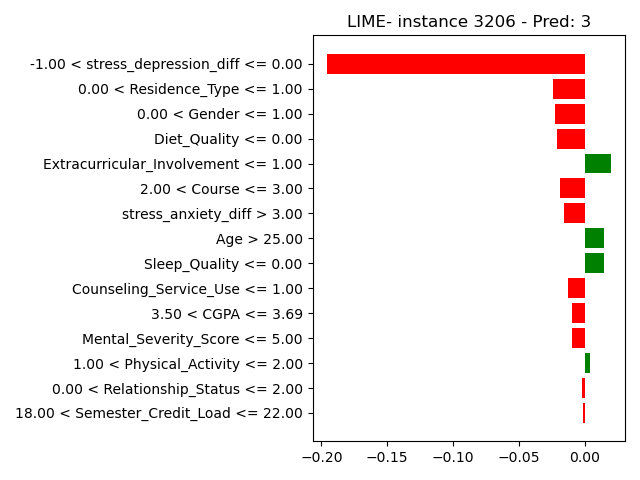 LIME- instance 3206 - Pred: 3
-1.00 < stress_depression_diff <= 0.00
0.00 < Residence_Type <= 1.00
0.00 < Gender <= 1.00
Diet_Quality <= 0.00
Extracurricular_Involvement <= 1.00
2.00 < Course <= 3.00
stress_anxiety_diff > 3.00
Age > 25.00
Sleep_Quality <= 0.00
Counseling_Service_Use <= 1.00
3.50 < CGPA <= 3.69
Mental_Severity_Score <= 5.00
1.00 < Physical_Activity <= 2.00
0.00 < Relationship_Status <= 2.00
18.00 < Semester_Credit_Load <= 22.00
−0.20 −0.15 −0.10 −0.05 0.00